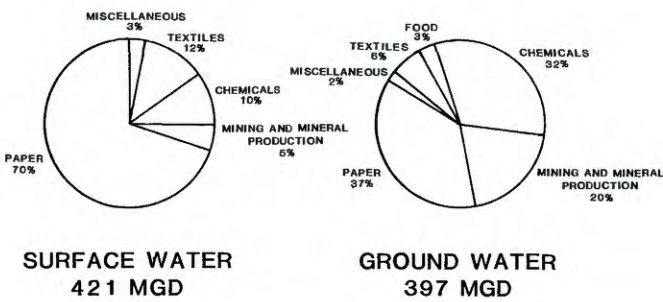 MISCELLANEOUS
3%
TEXTILES
12%
CHEMICALS
10%
MINING AND MINERAL
PRODUCTION
5%
PAPER
70%
SURFACE WATER
421 MGD
FOOD
3%
TEXTILES
6%
MISCELLANEOUS
2%
CHEMICALS
32%
PAPER
37%
MINING AND MINERAL
PRODUCTION
20%
GROUND WATER
397 MGD